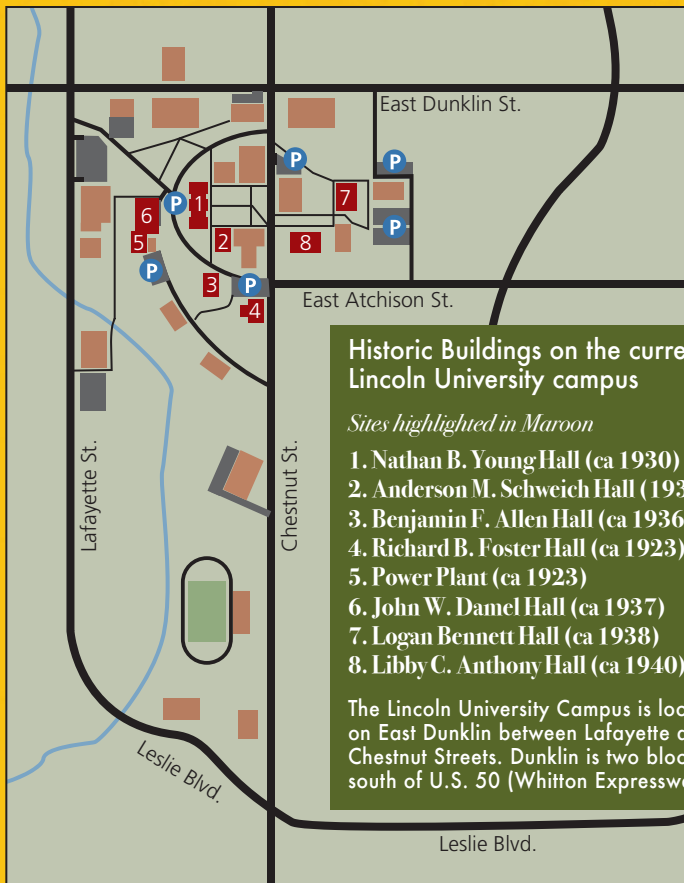 East Dunklin St.
P
P
P
7
1
6
P
8
2
5
P
3
P
4
East Atchison St.
Lafayette St.
Chestnut St.
Historic Buildings on the curre
Lincoln University campus
Sites highlighted in Maroon
1. Nathan B. Young Hall (ca 1930)
2. Anderson M. Schweich Hall (193
3. Benjamin F. Allen Hall (ca 1936
4. Richard B. Foster Hall (ca 1923)
5. Power Plant (ca 1923)
6. John W. Damel Hall (ca 1937)
7. Logan Bennett Hall (ca 1938)
8. Libby C. Anthony Hall (ca 1940)
The Lincoln University Campus is loc
on East Dunklin between Lafayette a
Chestnut Streets. Dunklin is two bloc
south of U.S. 50 (Whitton Expressw
Leslie Blvd.
Leslie Blvd.